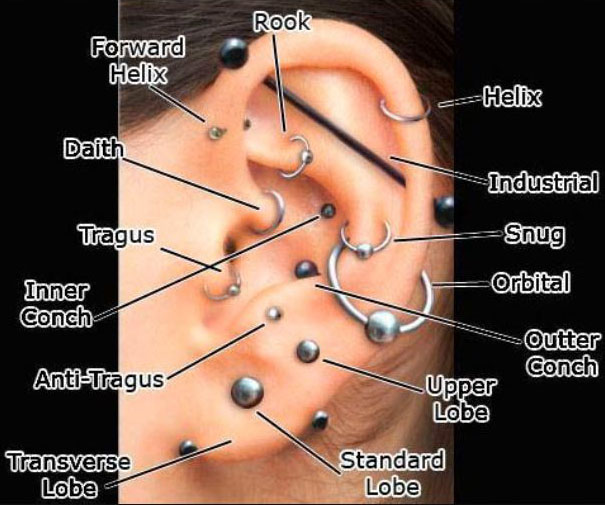 Rook
Forward
Helix
Helix
Daith
Industrial
Tragus
Snug
Inner
Conch
Orbital
Outter
Conch
Anti-Tragus
Upper
Lobe
Transverse
Lobe
Standard
Lobe